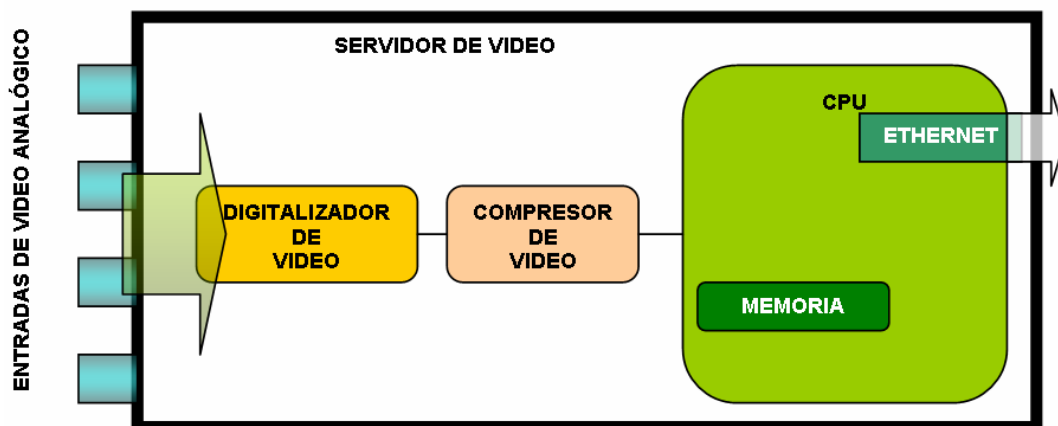 ENTRADAS DE VIDEO ANALÓGICO
SERVIDOR DE VIDEO
DIGITALIZADOR
DE
VIDEO
COMPRESOR
DE
VIDEO
CPU
ETHERNET
MEMORIA